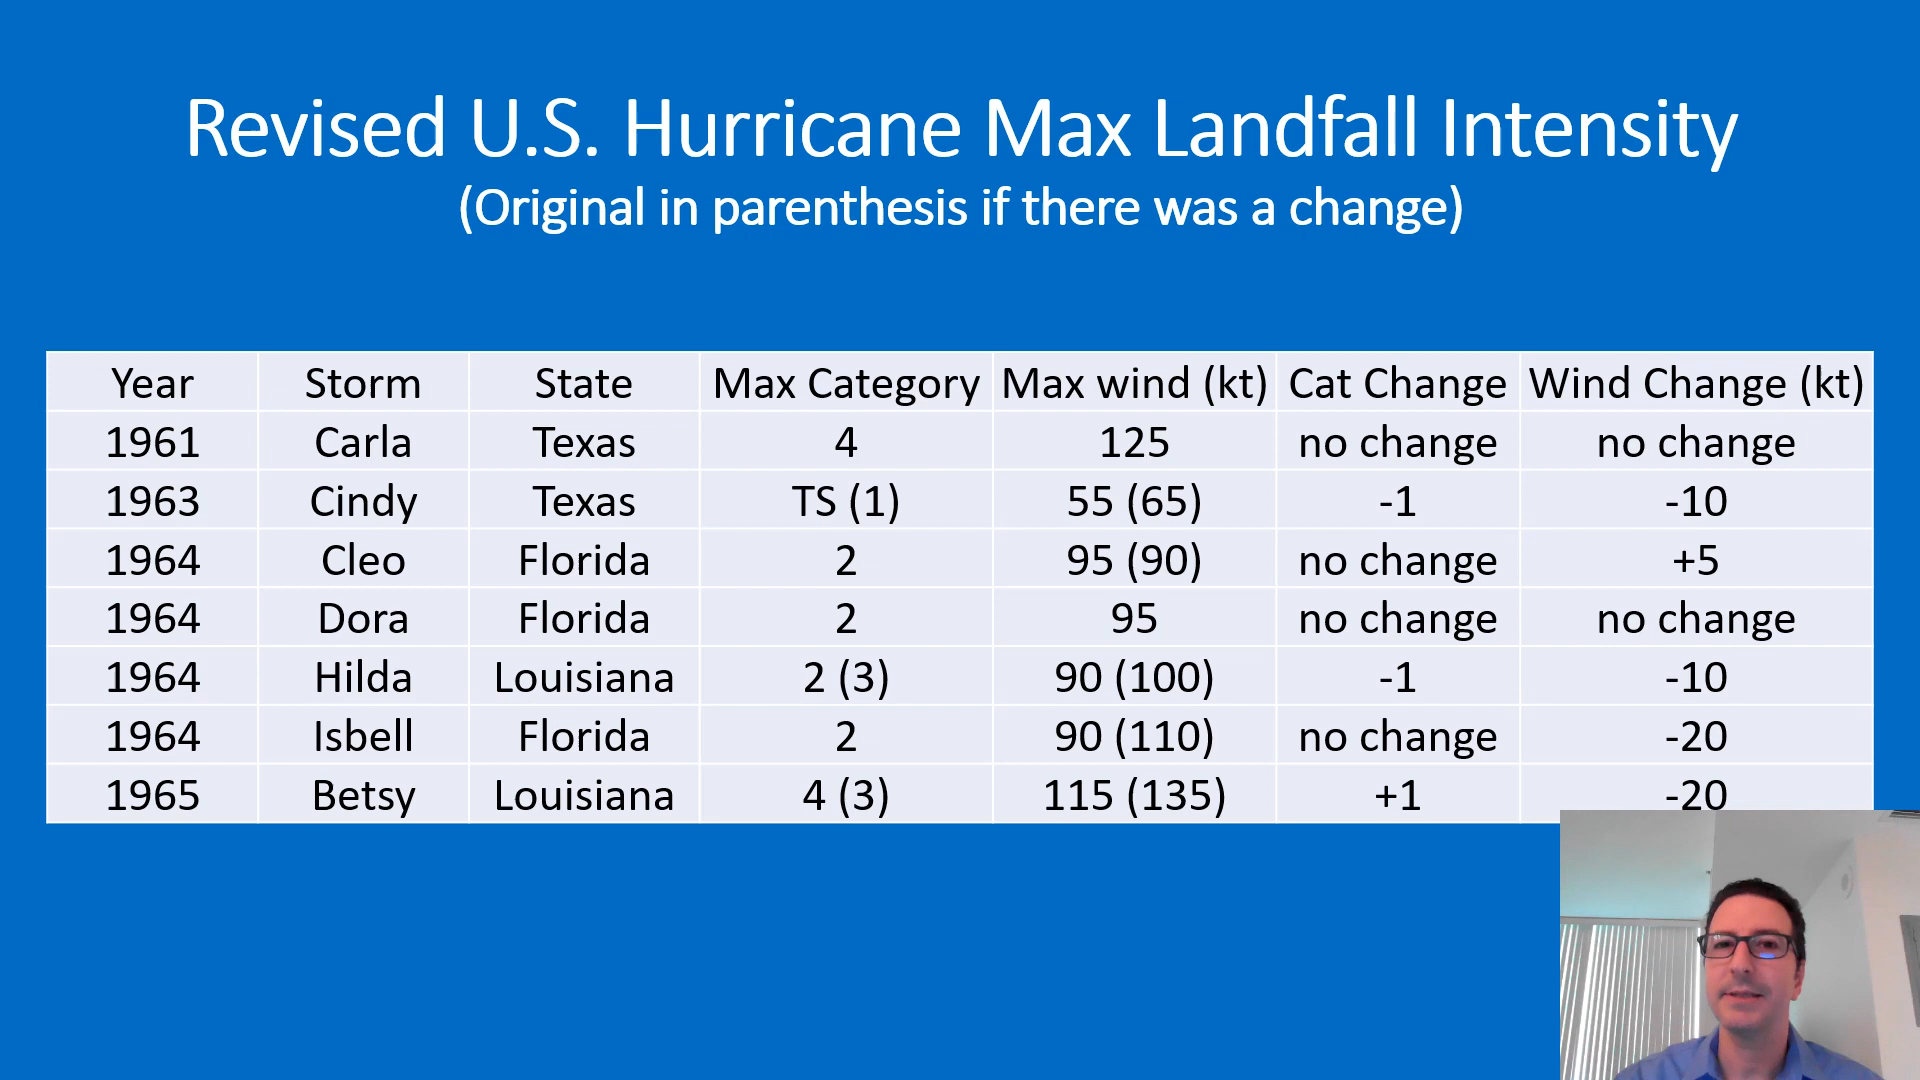 Revised U.S. Hurricane Max Landfall Intensity
(Original in parenthesis if there was a change)
Year Storm State Max Category Max wind (kt) Cat Change Wind Change (kt)
1961 Carla Texas 4 125 no change no change
1963 Cindy Texas TS (1) 55 (65) -1 -10
1964 Cleo Florida 2 95 (90) no change +5
1964 Dora Florida 2 95 no change no change
1964 Hilda Louisiana 2 (3) 90 (100) -1 -10
1964 Isbell Florida 2 90 (110) no change -20
1965 Betsy Louisiana 4 (3) 115 (135) +1 -20